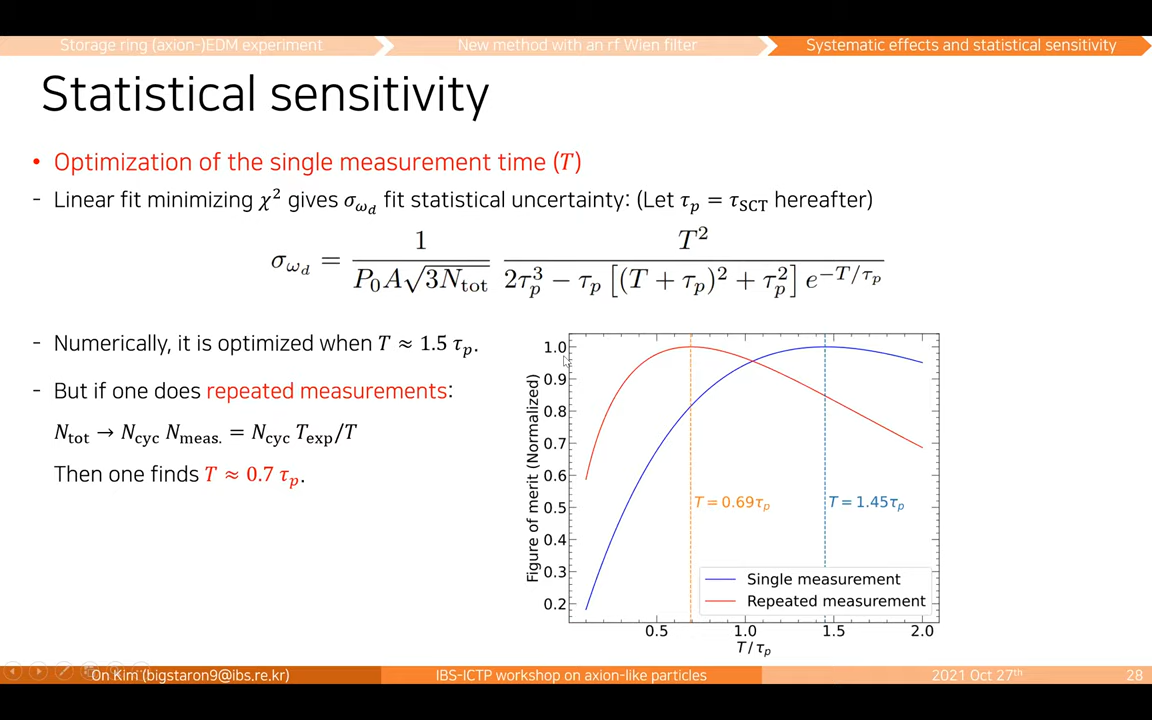 Storage ring (axion-)EDM experiment
New method with an rf Wien filter
Systematic effects and statistical sensitivity
Statistical sensitivity
• Optimization of the single measurement time (T)
- Linear fit minimizing χ² gives σ_ω_d fit statistical uncertainty: (Let τ_p = τ_SCT hereafter)
σ_ω_d = 1 / (P₀A√(3N_tot)) T² / (2τ_p³ − τ_p [(T + τ_p)² + τ_p²] e^(−T/τ_p))
- Numerically, it is optimized when T ≈ 1.5 τ_p.
- But if one does repeated measurements:
N_tot → N_cyc N_meas. = N_cyc T_exp/T
Then one finds T ≈ 0.7 τ_p.
Figure of merit (Normalized)
1.0
0.9
0.8
0.7
0.6
0.5
0.4
0.3
0.2
T = 0.69τ_p
T = 1.45τ_p
Single measurement
Repeated measurement
0.5 1.0 1.5 2.0
T / τ_p
On Kim (bigstaron9@ibs.re.kr)
IBS-ICTP workshop on axion-like particles
2021 Oct 27th
28